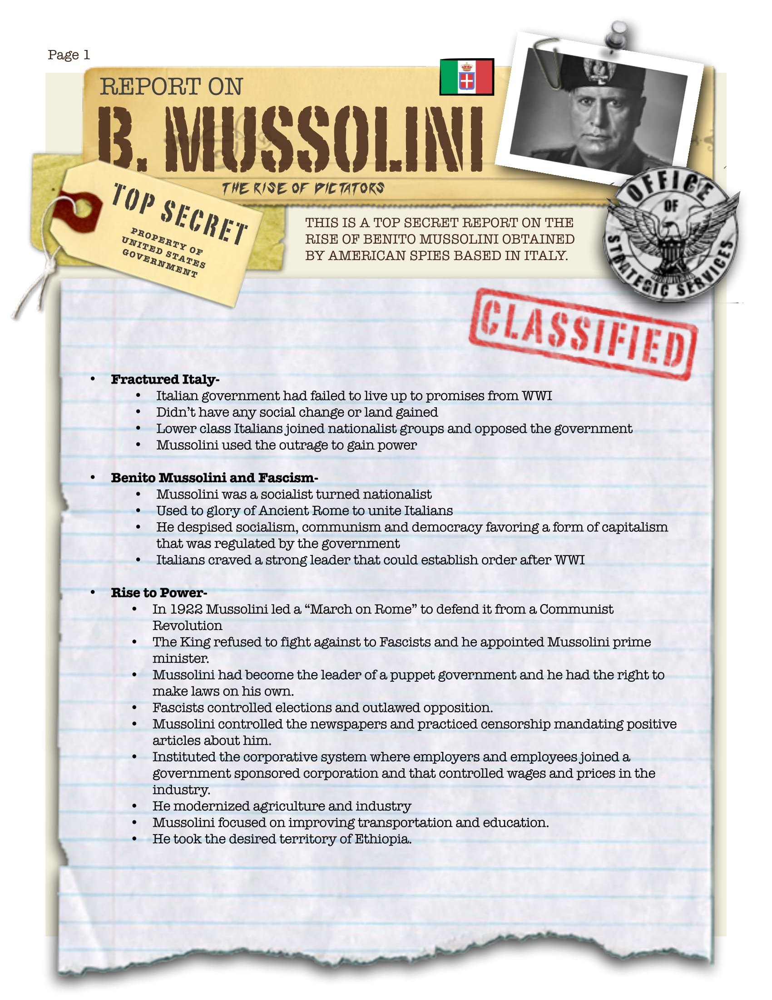 Page 1
REPORT ON
B. MUSSOLINI
THE RISE OF DICTATORS
TOP SECRET
PROPERTY OF
UNITED STATES
GOVERNMENT
THIS IS A TOP SECRET REPORT ON THE
RISE OF BENITO MUSSOLINI OBTAINED
BY AMERICAN SPIES BASED IN ITALY.
OFFICE
OF
STRATEGIC SERVICES
CLASSIFIED
• Fractured Italy-
• Italian government had failed to live up to promises from WWI
• Didn’t have any social change or land gained
• Lower class Italians joined nationalist groups and opposed the government
• Mussolini used the outrage to gain power
• Benito Mussolini and Fascism-
• Mussolini was a socialist turned nationalist
• Used to glory of Ancient Rome to unite Italians
• He despised socialism, communism and democracy favoring a form of capitalism
that was regulated by the government
• Italians craved a strong leader that could establish order after WWI
• Rise to Power-
• In 1922 Mussolini led a “March on Rome” to defend it from a Communist
Revolution
• The King refused to fight against to Fascists and he appointed Mussolini prime
minister.
• Mussolini had become the leader of a puppet government and he had the right to
make laws on his own.
• Fascists controlled elections and outlawed opposition.
• Mussolini controlled the newspapers and practiced censorship mandating positive
articles about him.
• Instituted the corporative system where employers and employees joined a
government sponsored corporation and that controlled wages and prices in the
industry.
• He modernized agriculture and industry
• Mussolini focused on improving transportation and education.
• He took the desired territory of Ethiopia.